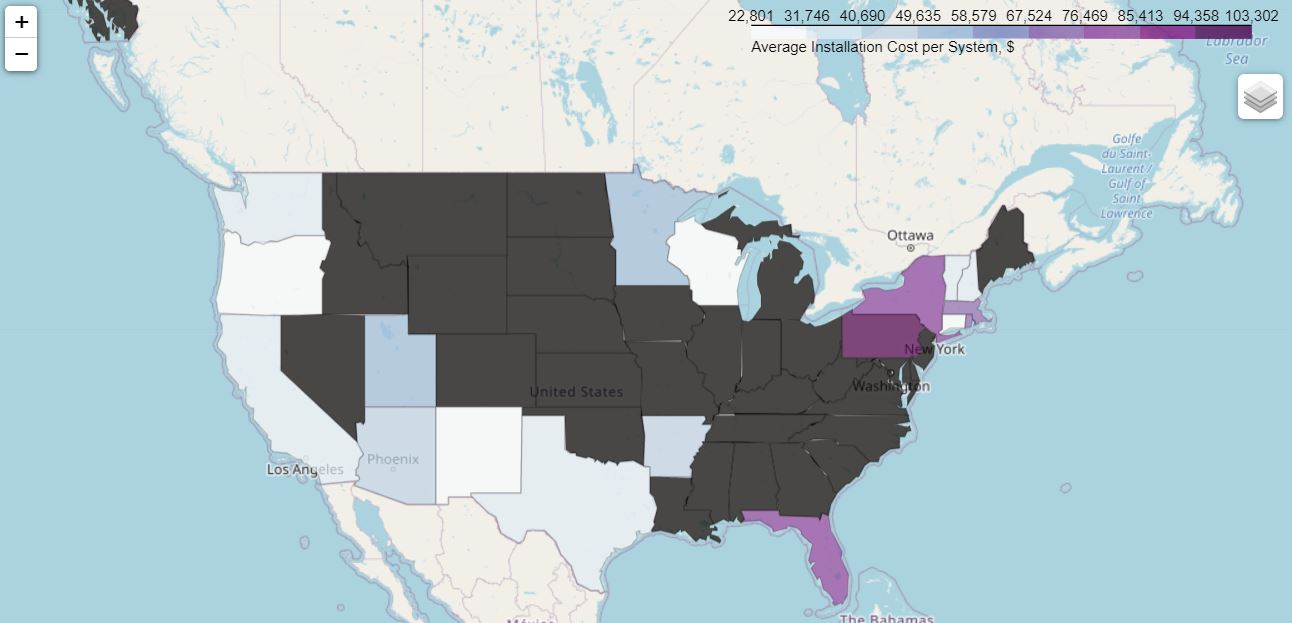 +
−
22,801 31,746 40,690 49,635 58,579 67,524 76,469 85,413 94,358 103,302
Average Installation Cost per System, $
Labrador
Sea
Golfe
du Saint-
Laurent /
Gulf of
Saint
Lawrence
Ottawa
New York
Washington
United States
Phoenix
Los Angeles
México
The Bahamas